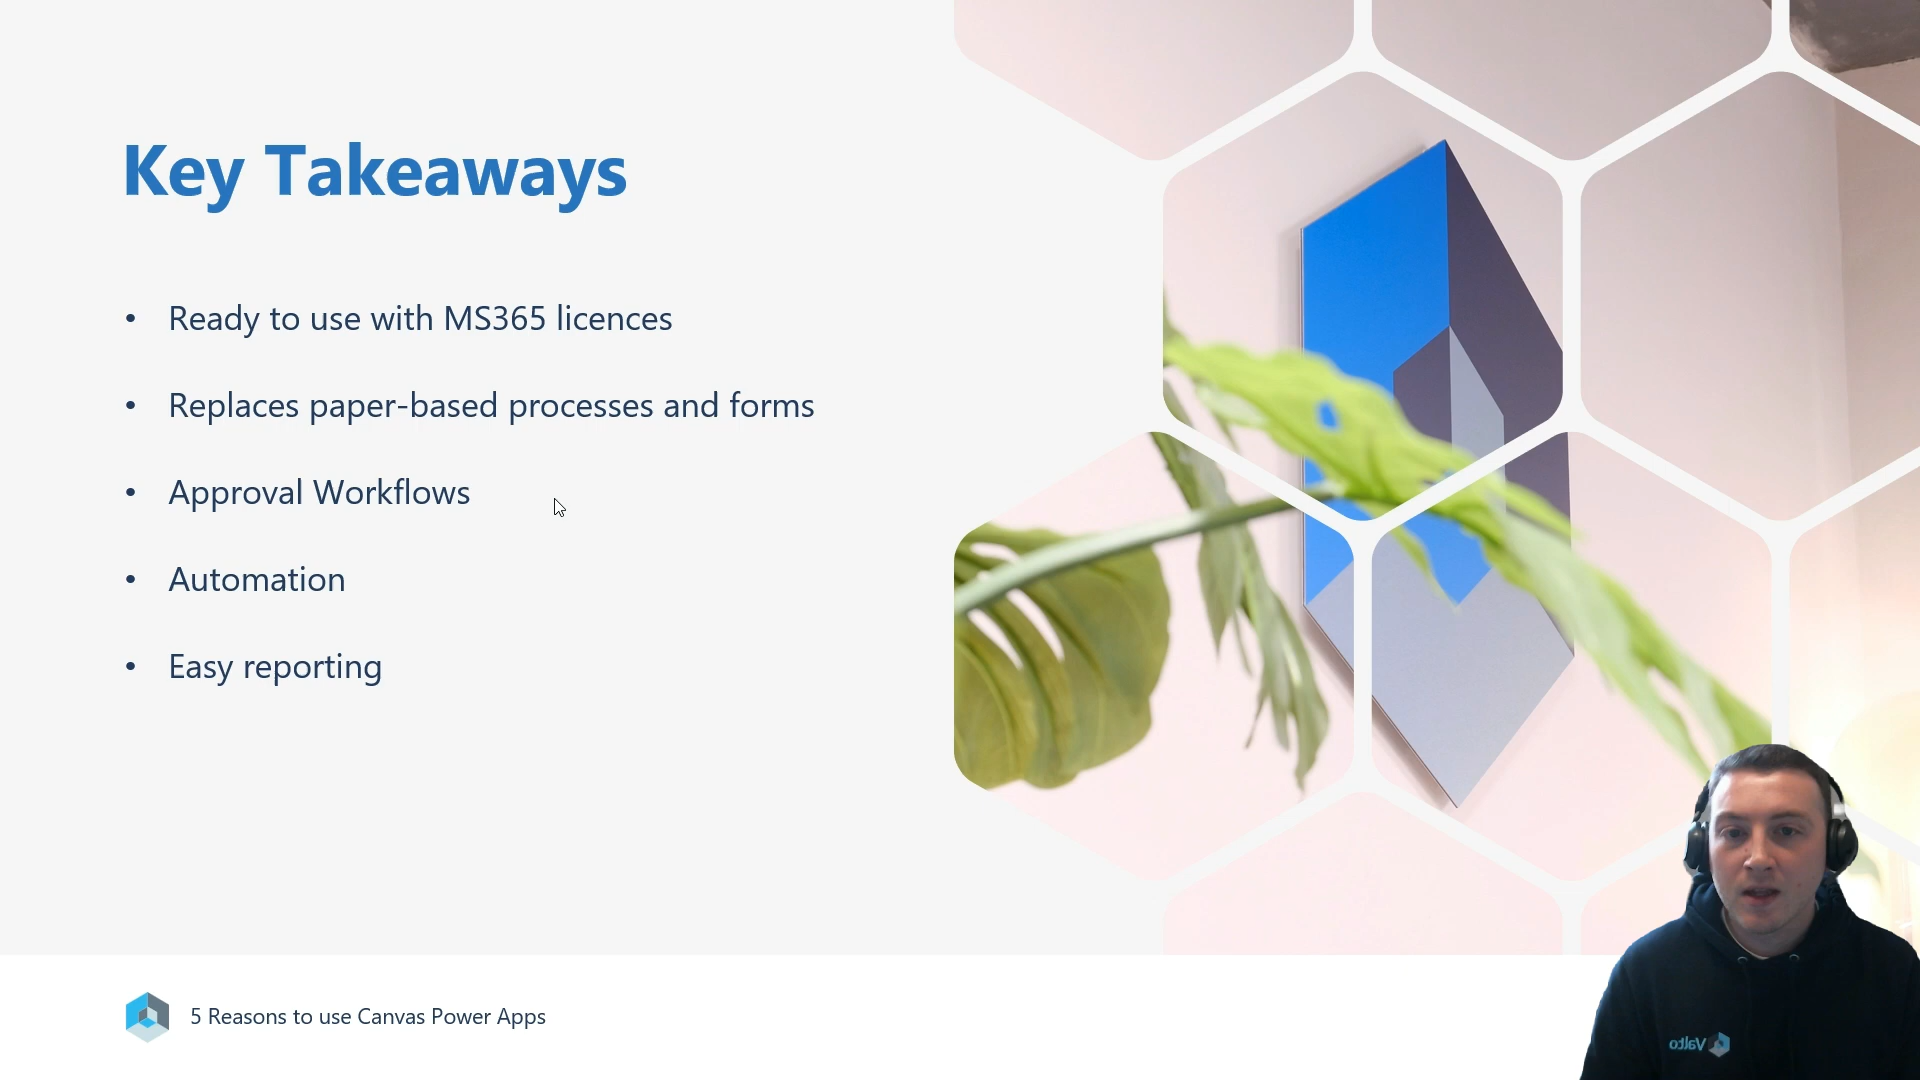 Key Takeaways
• Ready to use with MS365 licences
• Replaces paper-based processes and forms
• Approval Workflows
• Automation
• Easy reporting
5 Reasons to use Canvas Power Apps
Valto